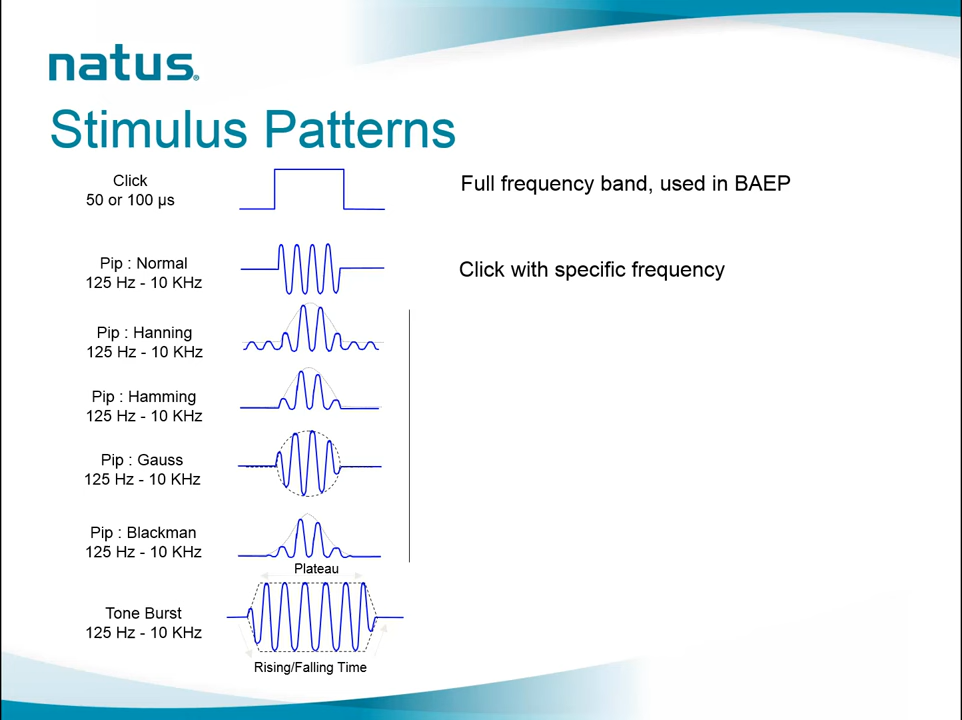 natus®
Stimulus Patterns
Click
50 or 100 µs
Full frequency band, used in BAEP
Pip : Normal
125 Hz - 10 KHz
Click with specific frequency
Pip : Hanning
125 Hz - 10 KHz
Pip : Hamming
125 Hz - 10 KHz
Pip : Gauss
125 Hz - 10 KHz
Pip : Blackman
125 Hz - 10 KHz
Plateau
Tone Burst
125 Hz - 10 KHz
Rising/Falling Time